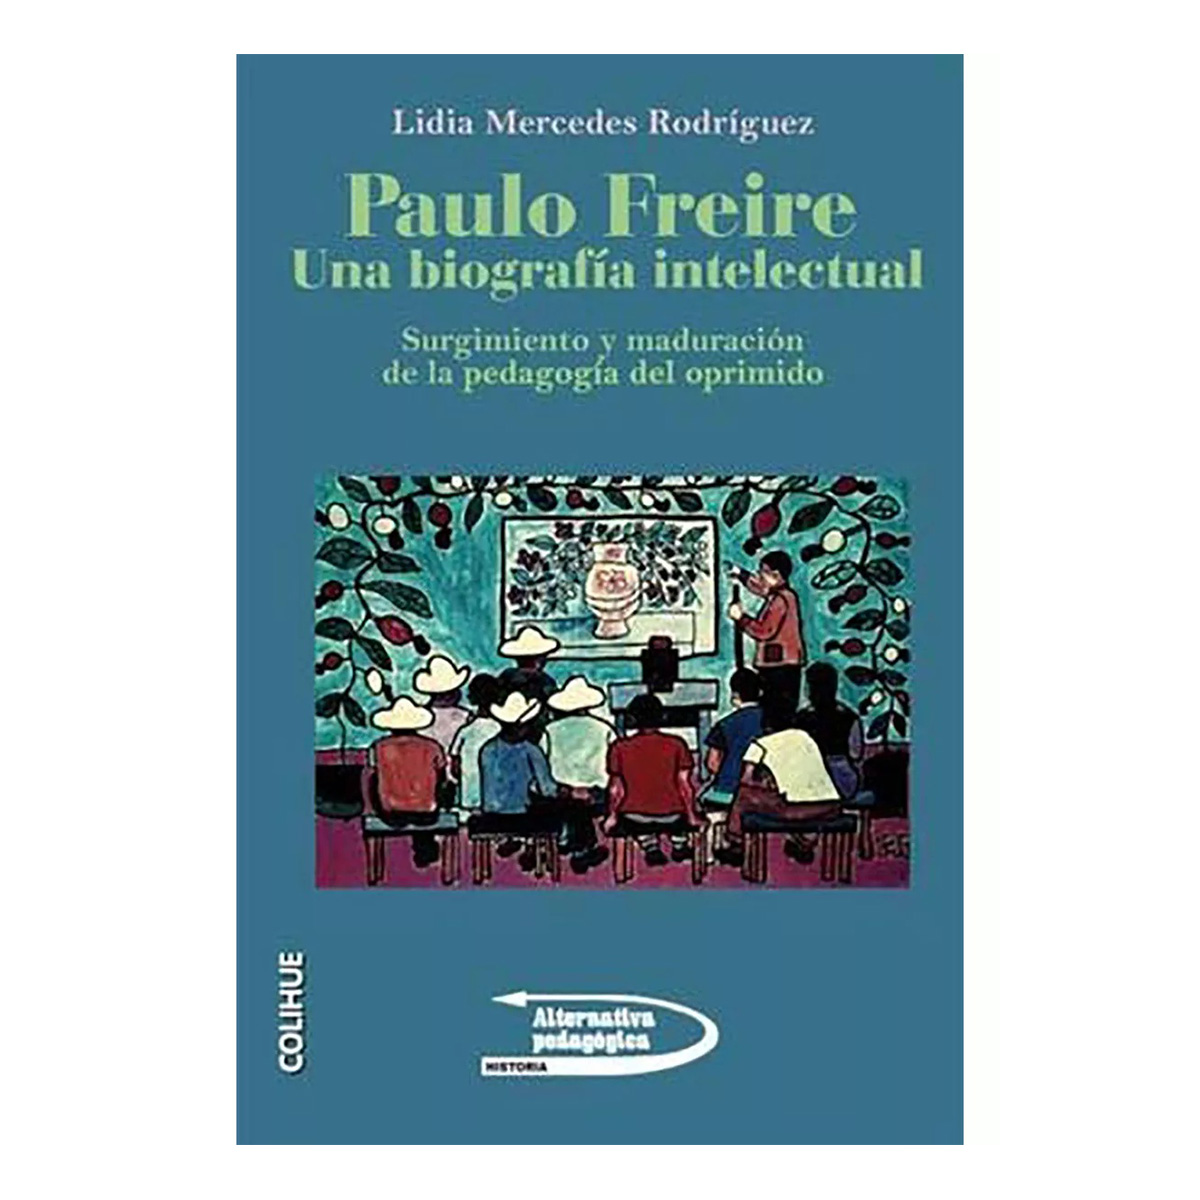 Lidia Mercedes Rodríguez
Paulo Freire
Una biografía intelectual
Surgimiento y maduración
de la pedagogía del oprimido
COLIHUE
Alternativa
pedagógica
HISTORIA